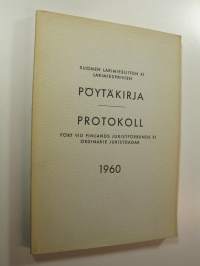 SUOMEN LAKIMIESLIITON XI
LAKIMIESPÄIVIEN
PÖYTÄKIRJA
PROTOKOLL
FÖRT VID FINLANDS JURISTFÖRBUNDS XI
ORDINARIE JURISTDAGAR
1960